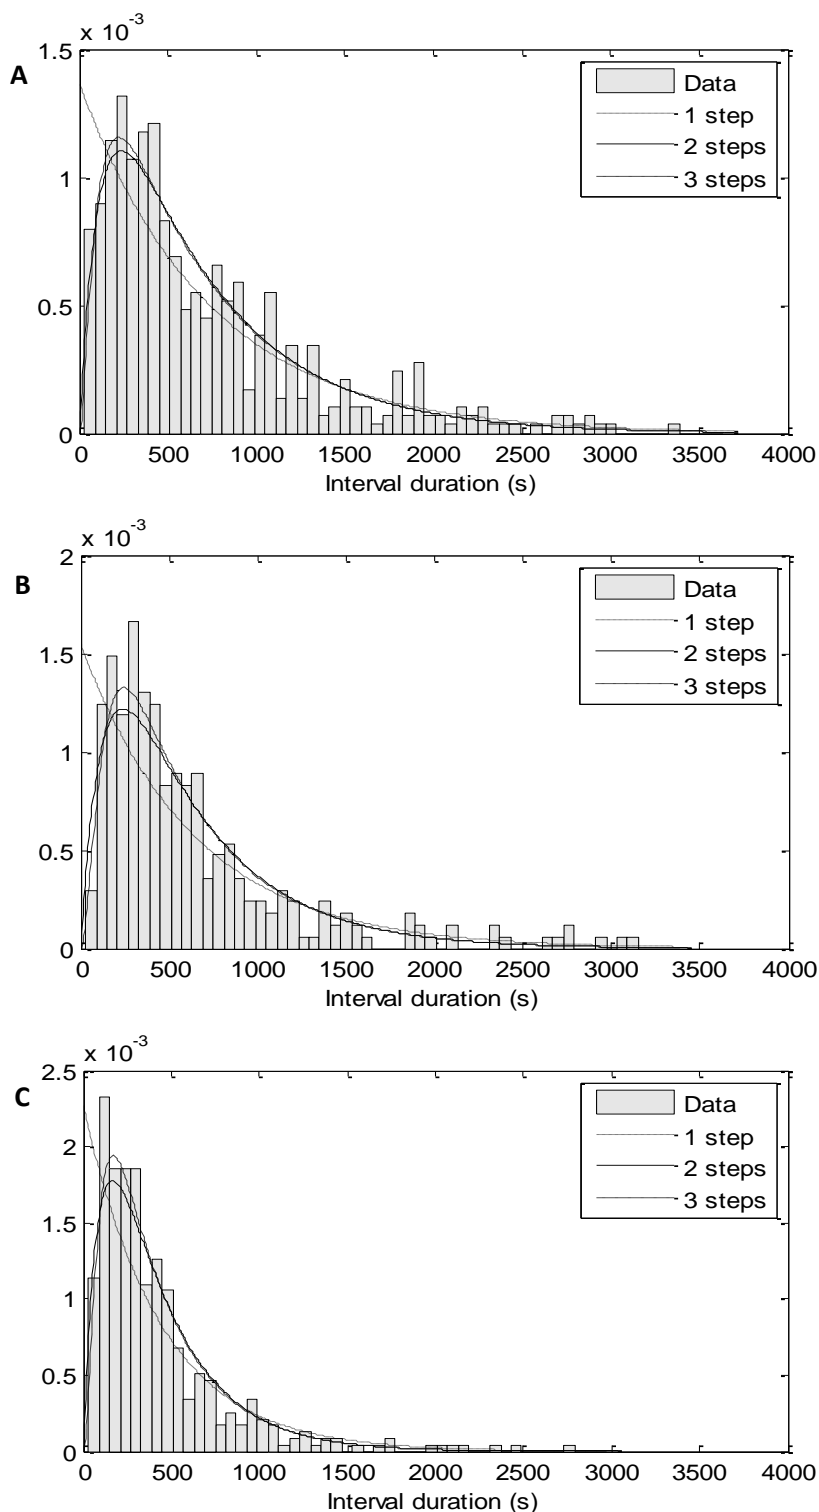 x 10-3
A
1.5
1
0.5
0
Data
1 step
2 steps
3 steps
0 500 1000 1500 2000 2500 3000 3500 4000
Interval duration (s)
x 10-3
B
2
1.5
1
0.5
0
Data
1 step
2 steps
3 steps
0 500 1000 1500 2000 2500 3000 3500 4000
Interval duration (s)
x 10-3
C
2.5
2
1.5
1
0.5
0
Data
1 step
2 steps
3 steps
0 500 1000 1500 2000 2500 3000 3500 4000
Interval duration (s)